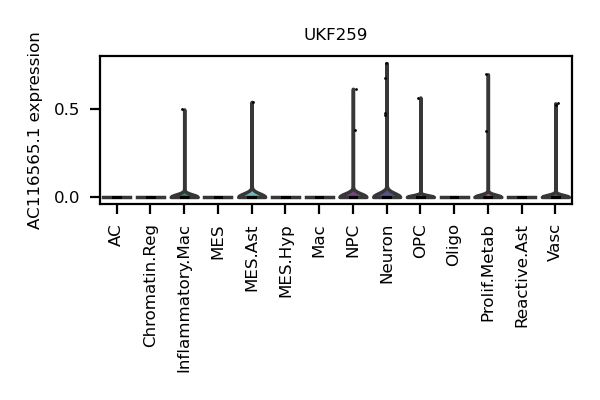 UKF259
AC116565.1 expression
0.5
0.0
AC
Chromatin.Reg
Inflammatory.Mac
MES
MES.Ast
MES.Hyp
Mac
NPC
Neuron
OPC
Oligo
Prolif.Metab
Reactive.Ast
Vasc